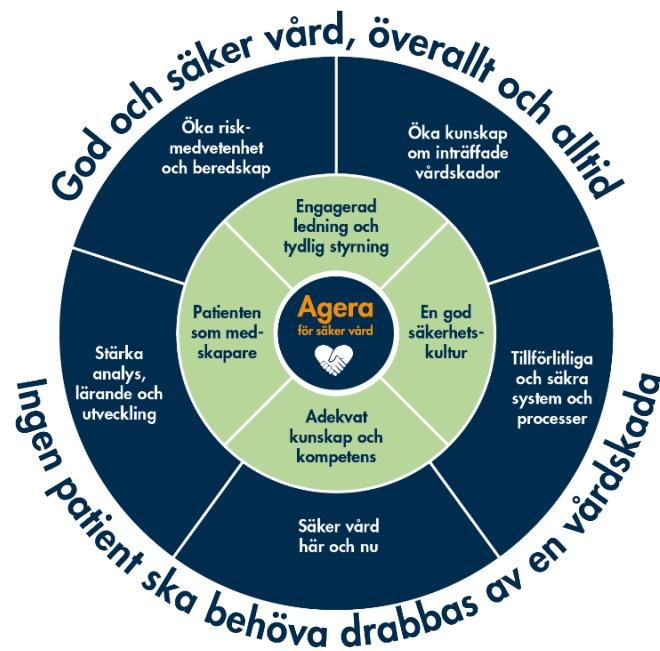 God och säker vård, överallt och alltid
Öka risk-
medvetenhet
och beredskap
Öka kunskap
om inträffade
vårdskador
Engagerad
ledning och
tydlig styrning
Patienten
som med-
skapare
Agera
för säker vård
En god
säkerhets-
kultur
Stärka
analys,
lärande och
utveckling
Tillförlitliga
och säkra
system och
processer
Adekvat
kunskap och
kompetens
Säker vård
här och nu
Ingen patient ska behöva drabbas av en vårdskada